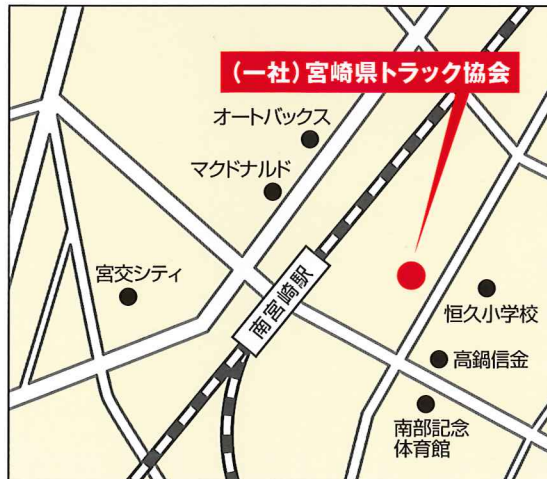 (一社)宮崎県トラック協会
オートバックス
マクドナルド
宮交シティ
南宮崎駅
恒久小学校
高鍋信金
南部記念
体育館